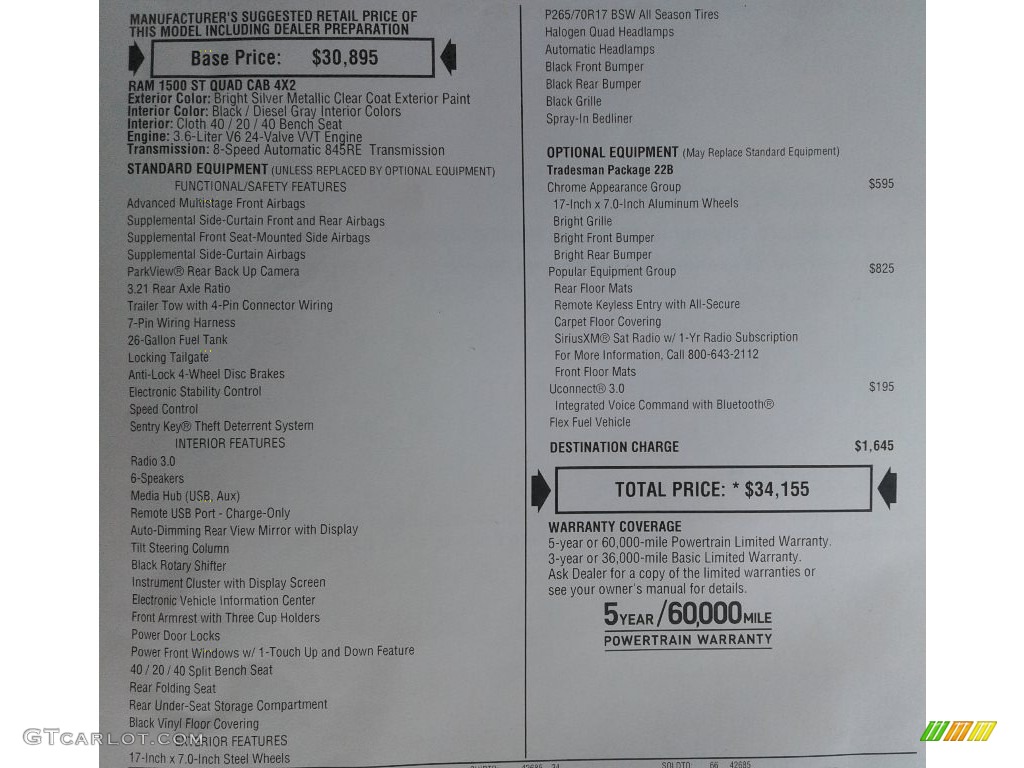 MANUFACTURER'S SUGGESTED RETAIL PRICE OF
THIS MODEL INCLUDING DEALER PREPARATION
Base Price: $30,895
RAM 1500 ST QUAD CAB 4X2
Exterior Color: Bright Silver Metallic Clear Coat Exterior Paint
Interior Color: Black / Diesel Gray Interior Colors
Interior: Cloth 40 / 20 / 40 Bench Seat
Engine: 3.6-Liter V6 24-Valve VVT Engine
Transmission: 8-Speed Automatic 845RE Transmission
STANDARD EQUIPMENT (UNLESS REPLACED BY OPTIONAL EQUIPMENT)
FUNCTIONAL/SAFETY FEATURES
Advanced Multistage Front Airbags
Supplemental Side-Curtain Front and Rear Airbags
Supplemental Front Seat-Mounted Side Airbags
Supplemental Side-Curtain Airbags
ParkView® Rear Back Up Camera
3.21 Rear Axle Ratio
Trailer Tow with 4-Pin Connector Wiring
7-Pin Wiring Harness
26-Gallon Fuel Tank
Locking Tailgate
Anti-Lock 4-Wheel Disc Brakes
Electronic Stability Control
Speed Control
Sentry Key® Theft Deterrent System
INTERIOR FEATURES
Radio 3.0
6-Speakers
Media Hub (USB, Aux)
Remote USB Port - Charge-Only
Auto-Dimming Rear View Mirror with Display
Tilt Steering Column
Black Rotary Shifter
Instrument Cluster with Display Screen
Electronic Vehicle Information Center
Front Armrest with Three Cup Holders
Power Door Locks
Power Front Windows w/ 1-Touch Up and Down Feature
40 / 20 / 40 Split Bench Seat
Rear Folding Seat
Rear Under-Seat Storage Compartment
Black Vinyl Floor Covering
EXTERIOR FEATURES
17-Inch x 7.0-Inch Steel Wheels
P265/70R17 BSW All Season Tires
Halogen Quad Headlamps
Automatic Headlamps
Black Front Bumper
Black Rear Bumper
Black Grille
Spray-In Bedliner
OPTIONAL EQUIPMENT (May Replace Standard Equipment)
Tradesman Package 22B
Chrome Appearance Group $595
17-Inch x 7.0-Inch Aluminum Wheels
Bright Grille
Bright Front Bumper
Bright Rear Bumper
Popular Equipment Group $825
Rear Floor Mats
Remote Keyless Entry with All-Secure
Carpet Floor Covering
SiriusXM® Sat Radio w/ 1-Yr Radio Subscription
For More Information, Call 800-643-2112
Front Floor Mats
Uconnect® 3.0 $195
Integrated Voice Command with Bluetooth®
Flex Fuel Vehicle
DESTINATION CHARGE $1,645
TOTAL PRICE: * $34,155
WARRANTY COVERAGE
5-year or 60,000-mile Powertrain Limited Warranty.
3-year or 36,000-mile Basic Limited Warranty.
Ask Dealer for a copy of the limited warranties or
see your owner's manual for details.
5YEAR/60,000MILE
POWERTRAIN WARRANTY
GTCARLOT.COM